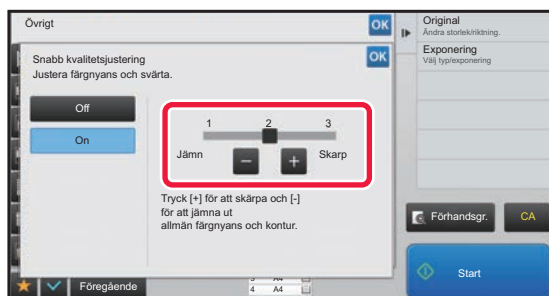 Övrigt
OK
Snabb kvalitetsjustering
Justera färgnyans och svärta.
OK
Off
On
1 2 3
Jämn
-
+
Skarp
Tryck [+] för att skärpa och [-]
för att jämna ut
allmän färgnyans och kontur.
Föregående
A4
4 A4
Original
Ändra storlek/riktning.
Exponering
Välj typ/exponering
Förhandsgr.
CA
Start